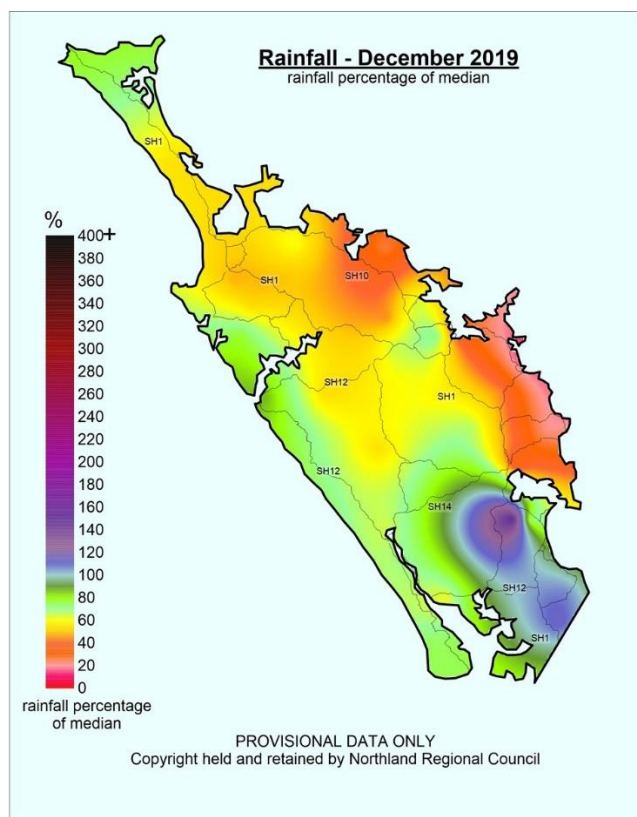 Rainfall - December 2019
rainfall percentage of median
SH1
%
400+
380
360
340
320
300
280
260
240
220
200
180
160
140
120
100
80
60
40
20
0
rainfall percentage
of median
SH1
SH10
SH12
SH1
SH12
SH14
SH12
SH1
PROVISIONAL DATA ONLY
Copyright held and retained by Northland Regional Council